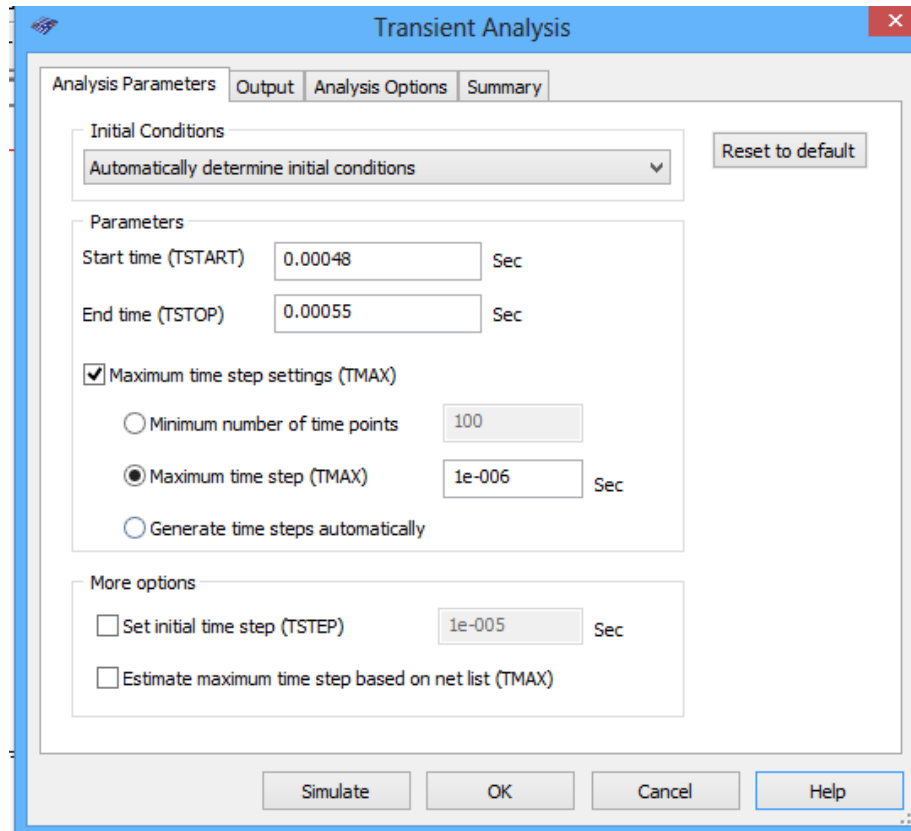 Transient Analysis
Analysis Parameters Output Analysis Options Summary
Initial Conditions
Automatically determine initial conditions
Reset to default
Parameters
Start time (TSTART) 0.00048 Sec
End time (TSTOP) 0.00055 Sec
Maximum time step settings (TMAX)
Minimum number of time points 100
Maximum time step (TMAX) 1e-006 Sec
Generate time steps automatically
More options
Set initial time step (TSTEP) 1e-005 Sec
Estimate maximum time step based on net list (TMAX)
Simulate OK Cancel Help